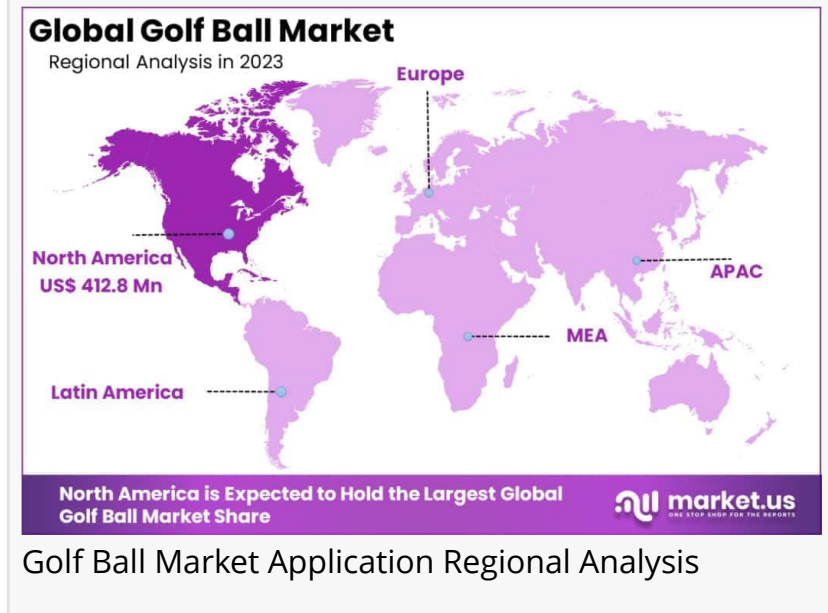 Global Golf Ball Market
Regional Analysis in 2023
Europe
North America
US$ 412.8 Mn
APAC
MEA
Latin America
North America is Expected to Hold the Largest Global
Golf Ball Market Share
market.us
ONE STOP SHOP FOR THE REPORTS
Golf Ball Market Application Regional Analysis